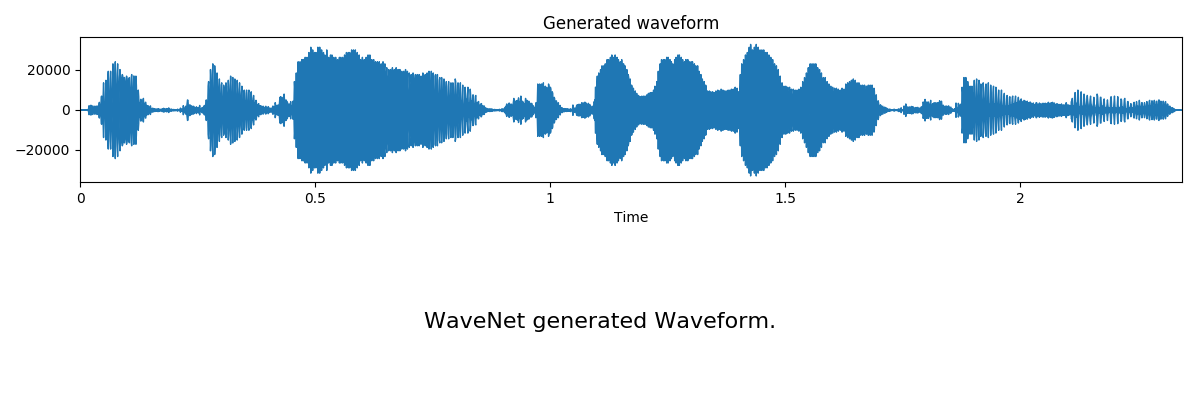 Generated waveform
20000
0
−20000
0 0.5 1 1.5 2
Time
WaveNet generated Waveform.